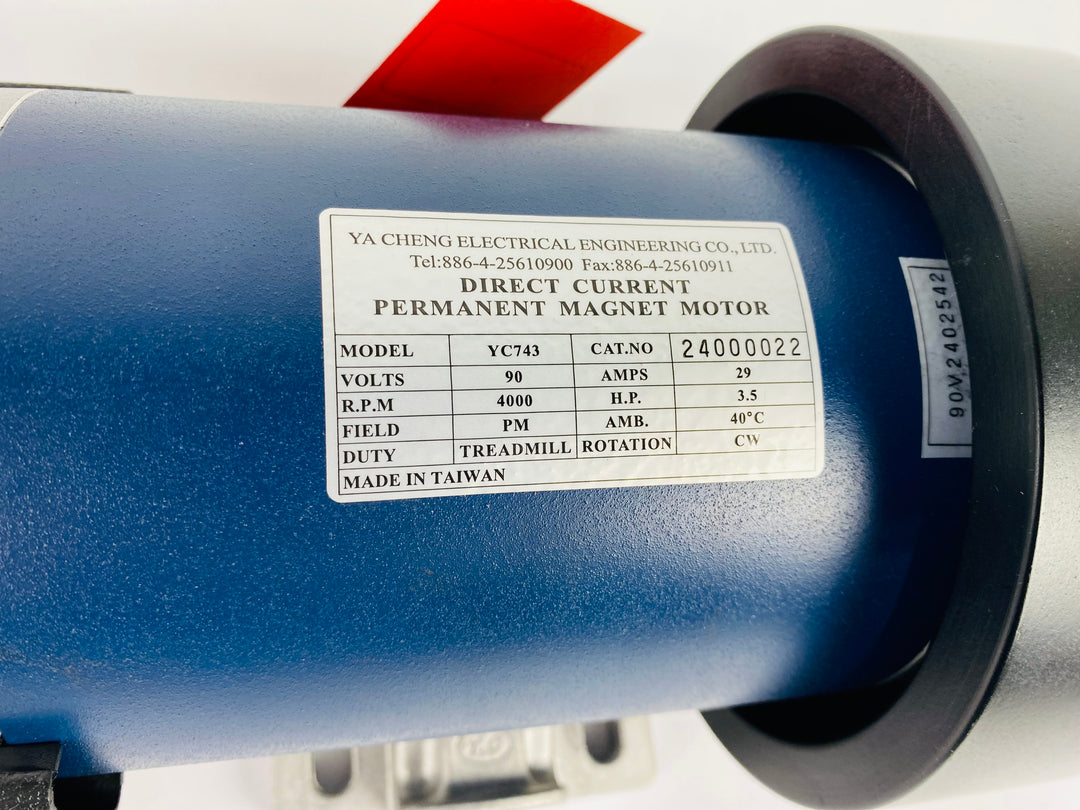 YA CHENG ELECTRICAL ENGINEERING CO., LTD.
Tel:886-4-25610900 Fax:886-4-25610911
DIRECT CURRENT
PERMANENT MAGNET MOTOR
MODEL YC743 CAT.NO 24000022
VOLTS 90 AMPS 29
R.P.M 4000 H.P. 3.5
FIELD PM AMB. 40°C
DUTY TREADMILL ROTATION CW
MADE IN TAIWAN
90V2402542